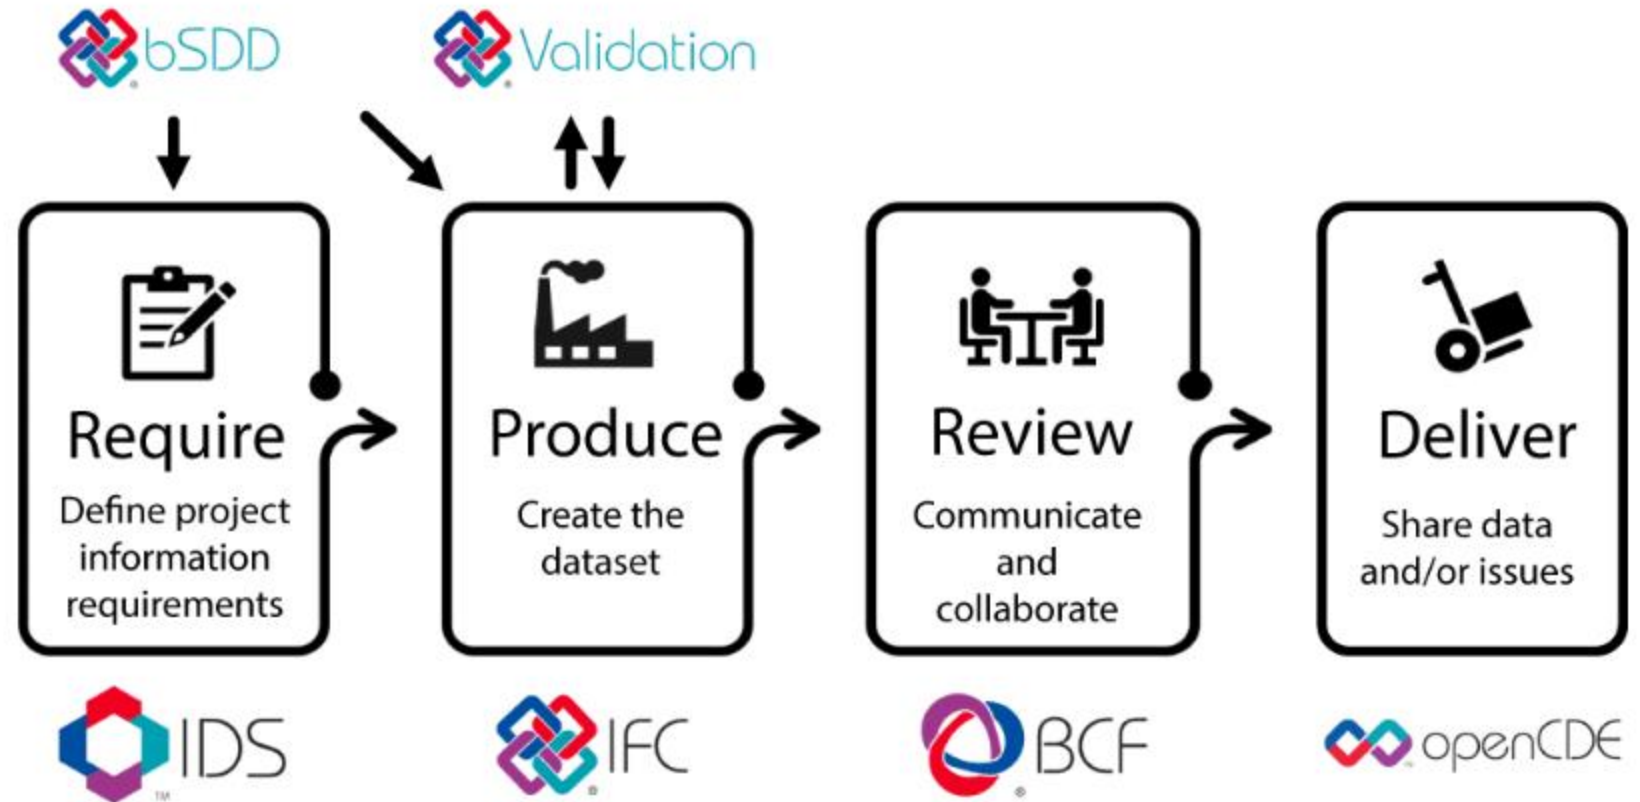 bSDD
Validation
Require
Define project
information
requirements
Produce
Create the
dataset
Review
Communicate
and
collaborate
Deliver
Share data
and/or issues
IDS
TM
IFC
®
BCF
®
openCDE